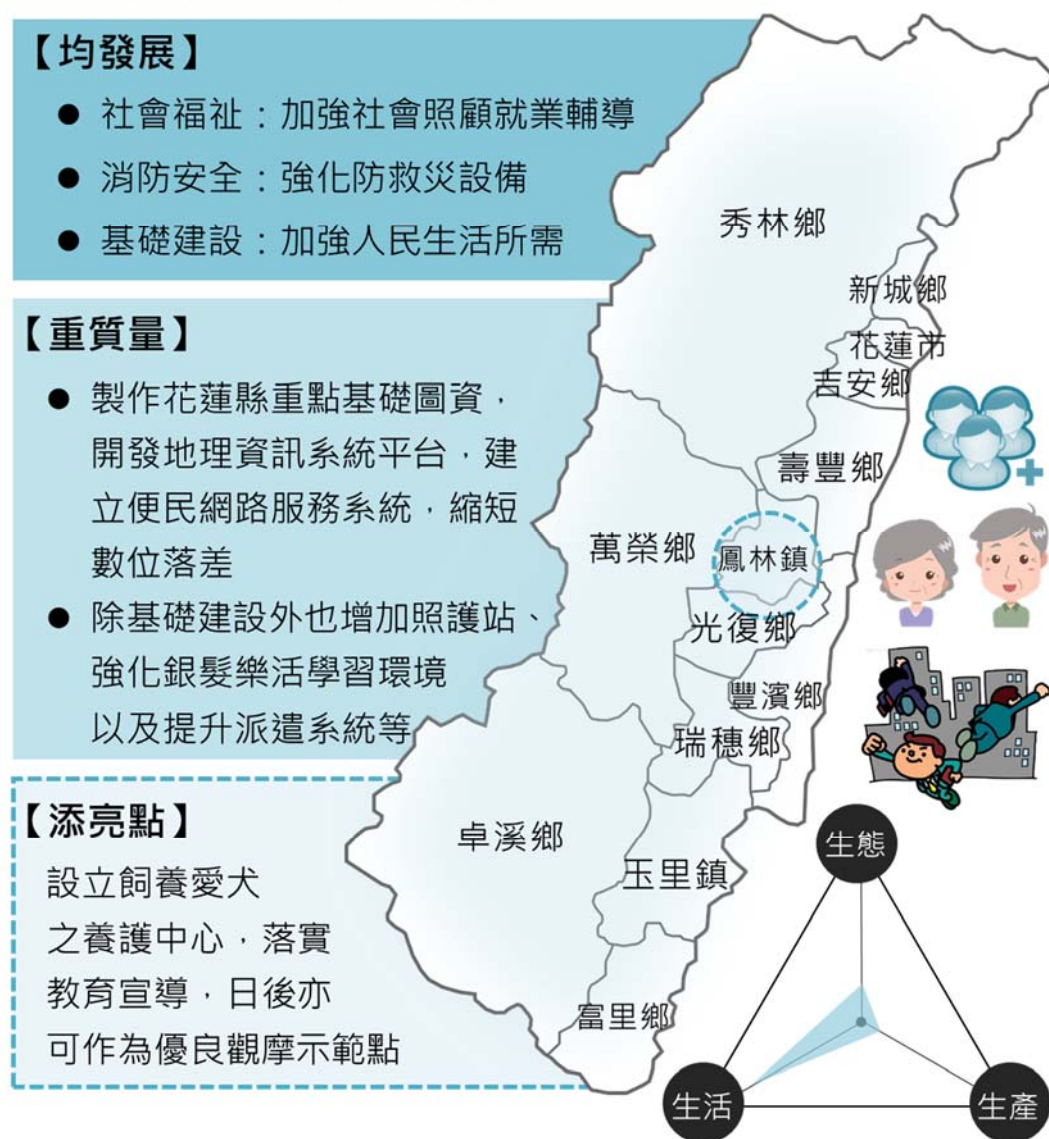 【均發展】
● 社會福祉：加強社會照顧就業輔導
● 消防安全：強化防救災設備
● 基礎建設：加強人民生活所需
【重質量】
● 製作花蓮縣重點基礎圖資，
開發地理資訊系統平台，建
立便民網路服務系統，縮短
數位落差
● 除基礎建設外也增加照護站、
強化銀髮樂活學習環境
以及提升派遣系統等
【添亮點】
設立飼養愛犬
之養護中心，落實
教育宣導，日後亦
可作為優良觀摩示範點
秀林鄉
新城鄉
花蓮市
吉安鄉
壽豐鄉
萬榮鄉
鳳林鎮
光復鄉
豐濱鄉
瑞穗鄉
卓溪鄉
玉里鎮
富里鄉
生態
生活
生產